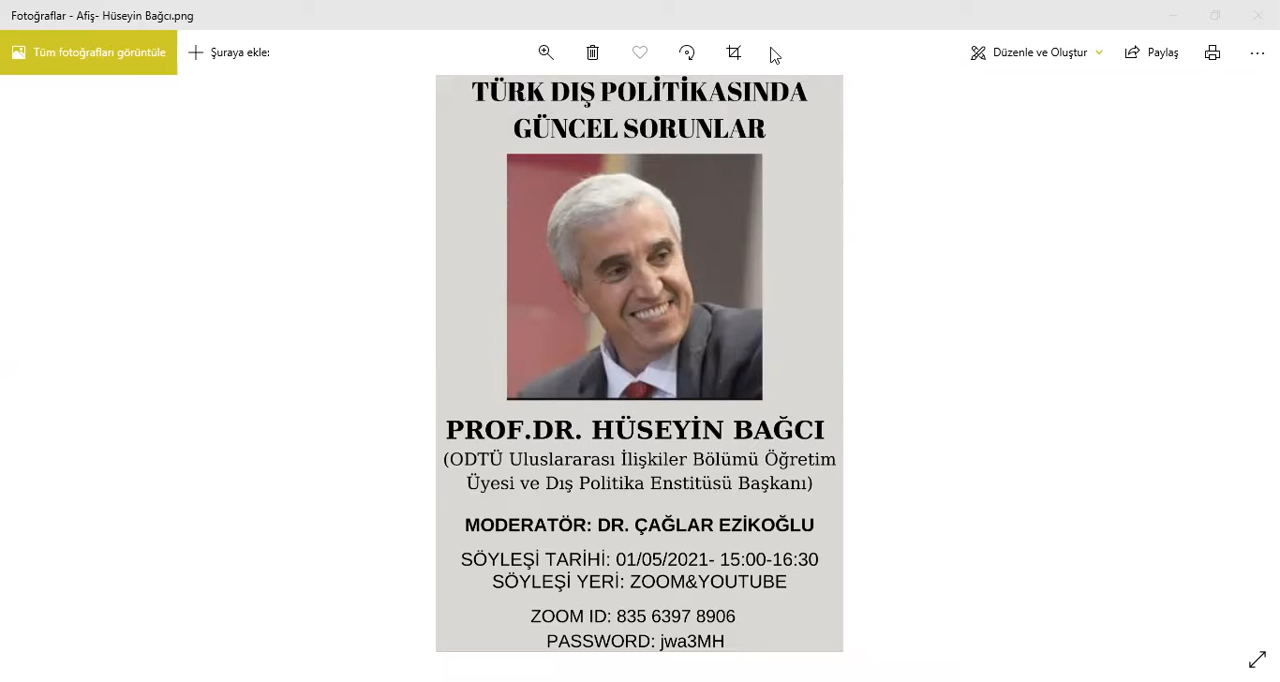 Fotoğraflar - Afiş- Hüseyin Bağcı.png
Tüm fotoğrafları görüntüle
Şuraya ekle:
Düzenle ve Oluştur
Paylaş
TÜRK DIŞ POLİTİKASINDA
GÜNCEL SORUNLAR
PROF.DR. HÜSEYİN BAĞCI
(ODTÜ Uluslararası İlişkiler Bölümü Öğretim
Üyesi ve Dış Politika Enstitüsü Başkanı)
MODERATÖR: DR. ÇAĞLAR EZİKOĞLU
SÖYLEŞİ TARİHİ: 01/05/2021- 15:00-16:30
SÖYLEŞİ YERİ: ZOOM&YOUTUBE
ZOOM ID: 835 6397 8906
PASSWORD: jwa3MH